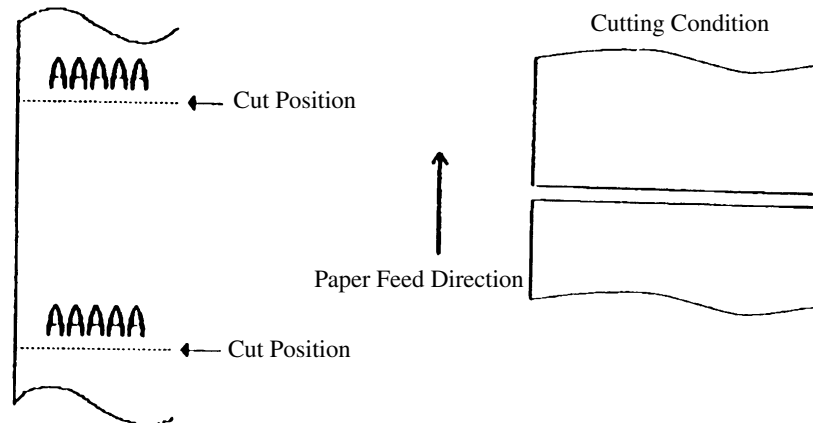 Cutting Condition
AAAAA
Cut Position
Paper Feed Direction
AAAAA
Cut Position